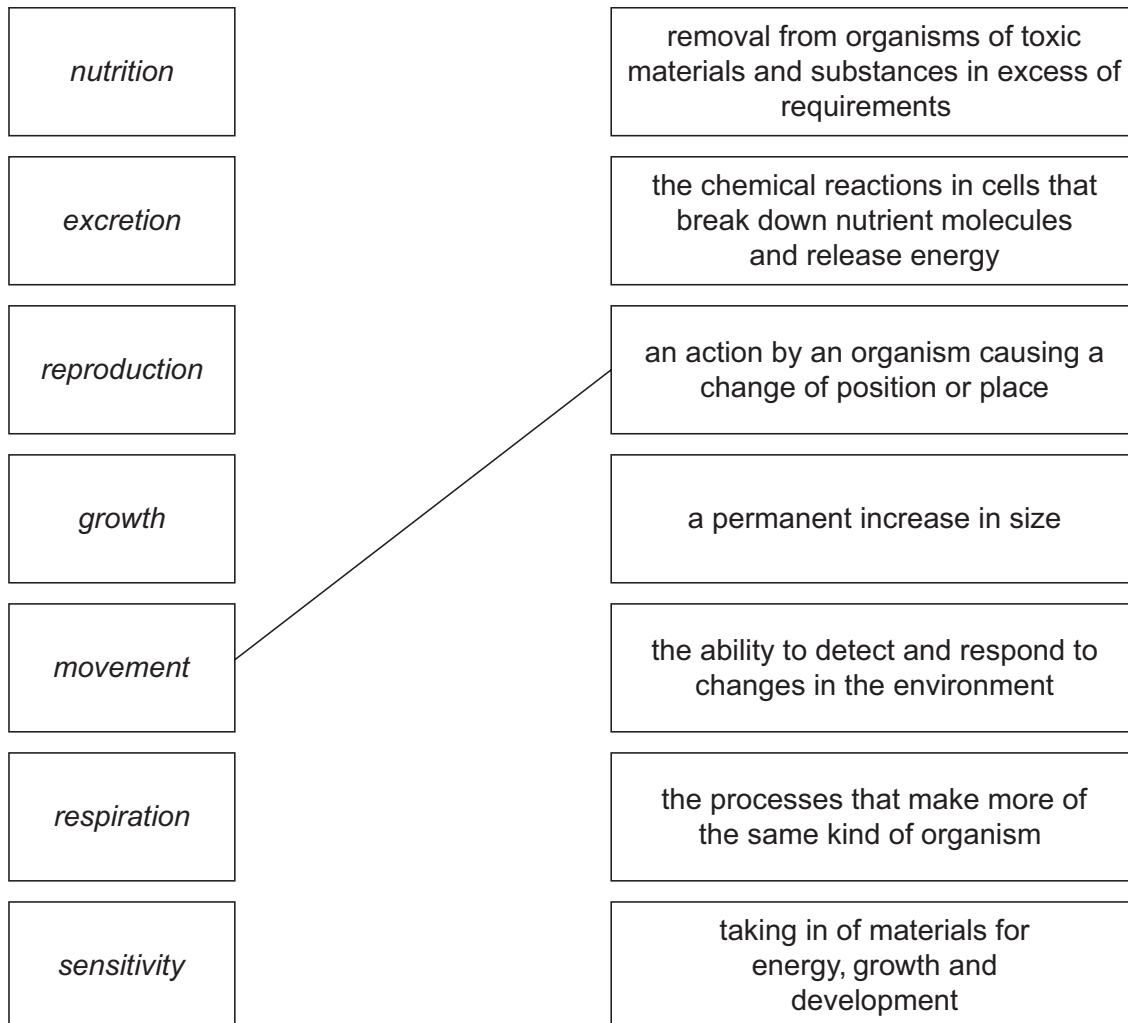 nutrition
removal from organisms of toxic
materials and substances in excess of
requirements
excretion
the chemical reactions in cells that
break down nutrient molecules
and release energy
reproduction
an action by an organism causing a
change of position or place
growth
a permanent increase in size
movement
the ability to detect and respond to
changes in the environment
respiration
the processes that make more of
the same kind of organism
sensitivity
taking in of materials for
energy, growth and
development